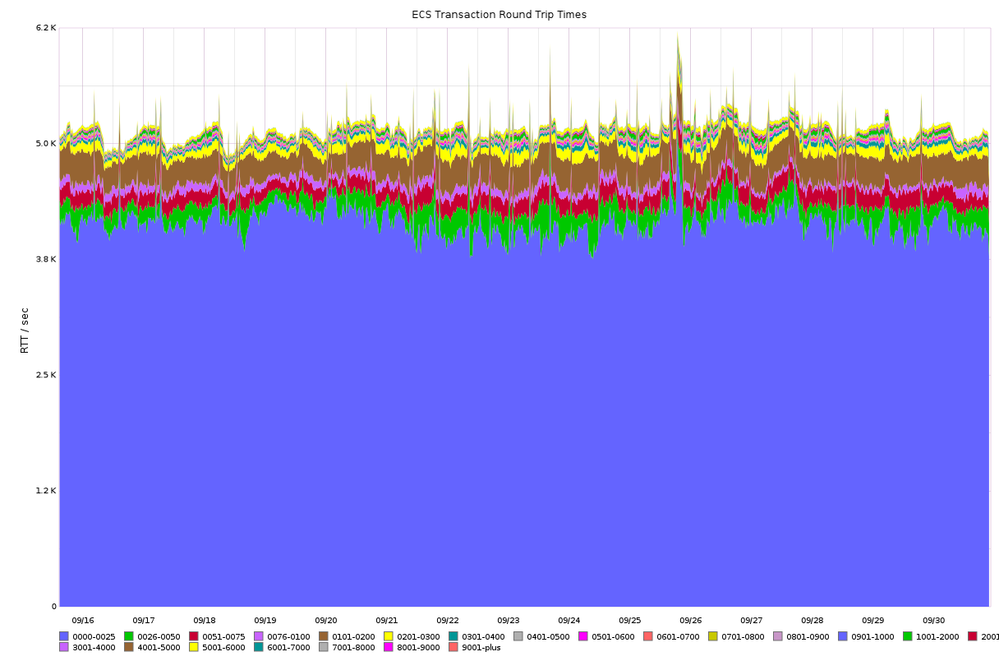 ECS Transaction Round Trip Times
6.2 K
5.0 K
3.8 K
2.5 K
1.2 K
0
RTT / sec
09/16 09/17 09/18 09/19 09/20 09/21 09/22 09/23 09/24 09/25 09/26 09/27 09/28 09/29 09/30
0000-0025 0026-0050 0051-0075 0076-0100 0101-0200 0201-0300 0301-0400 0401-0500 0501-0600 0601-0700 0701-0800 0801-0900 0901-1000 1001-2000 2001
3001-4000 4001-5000 5001-6000 6001-7000 7001-8000 8001-9000 9001-plus